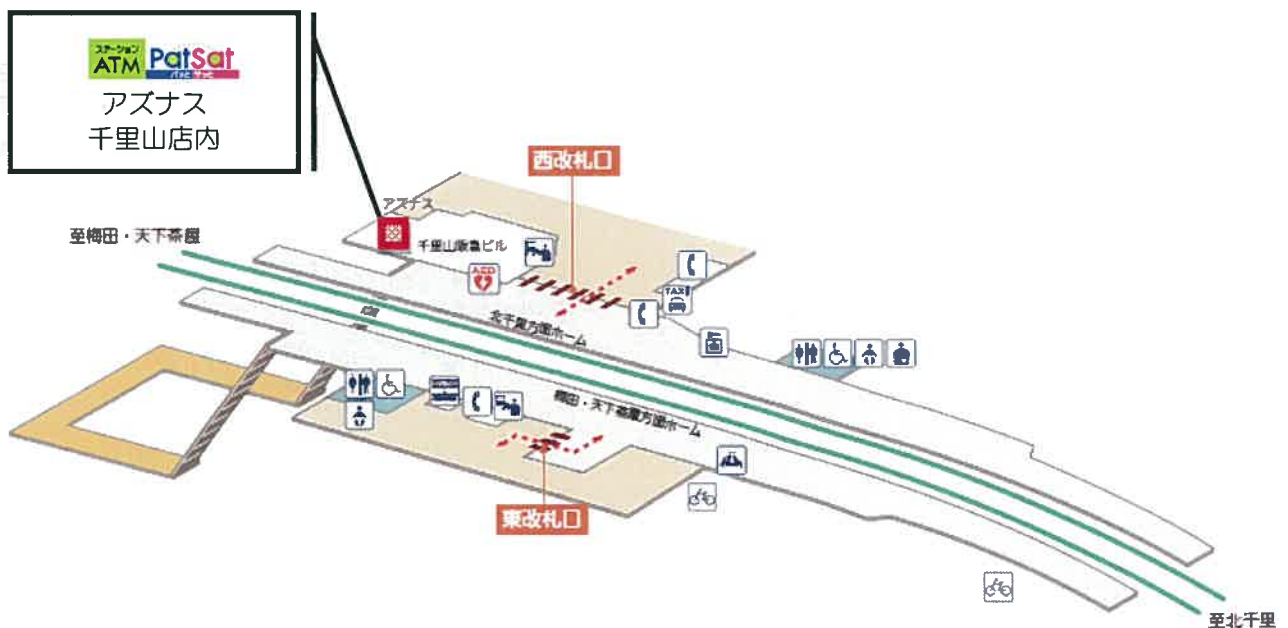 ステーション
ATM PatSat
パッと サッと
アズナス
千里山店内
西改札口
アズナス
至梅田・天下茶屋
千里山阪急ビル
AED
TAXI
北千里方面ホーム
梅田・天下茶屋方面ホーム
東改札口
至北千里